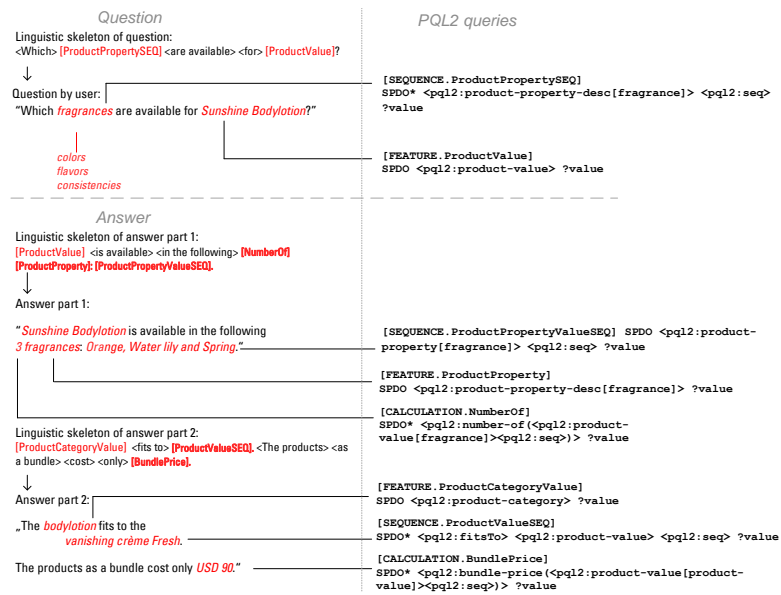 Question
PQL2 queries
Linguistic skeleton of question:
<Which> [ProductPropertySEQ] <are available> <for> [ProductValue]?
Question by user:
"Which fragrances are available for Sunshine Bodylotion?"
colors
flavors
consistencies
[SEQUENCE.ProductPropertySEQ]
SPDO* <pql2:product-property-desc[fragrance]> <pql2:seq>
?value
[FEATURE.ProductValue]
SPDO <pql2:product-value> ?value
Answer
Linguistic skeleton of answer part 1:
[ProductValue] <is available> <in the following> [NumberOf]
[ProductProperty]: [ProductPropertyValueSEQ].
Answer part 1:
"Sunshine Bodylotion is available in the following
3 fragrances: Orange, Water lily and Spring."
[SEQUENCE.ProductPropertyValueSEQ] SPDO <pql2:product-
property[fragrance]> <pql2:seq> ?value
[FEATURE.ProductProperty]
SPDO <pql2:product-property-desc[fragrance]> ?value
[CALCULATION.NumberOf]
SPDO* <pql2:number-of(<pql2:product-
value[fragrance]><pql2:seq>)> ?value
Linguistic skeleton of answer part 2:
[ProductCategoryValue] <fits to> [ProductValueSEQ]. <The products> <as
a bundle> <cost> <only> [BundlePrice].
Answer part 2:
„The bodylotion fits to the
vanishing crème Fresh.
The products as a bundle cost only USD 90."
[FEATURE.ProductCategoryValue]
SPDO <pql2:product-category> ?value
[SEQUENCE.ProductValueSEQ]
SPDO* <pql2:fitsTo> <pql2:product-value> <pql2:seq> ?value
[CALCULATION.BundlePrice]
SPDO* <pql2:bundle-price(<pql2:product-value[product-
value]><pql2:seq>)> ?value